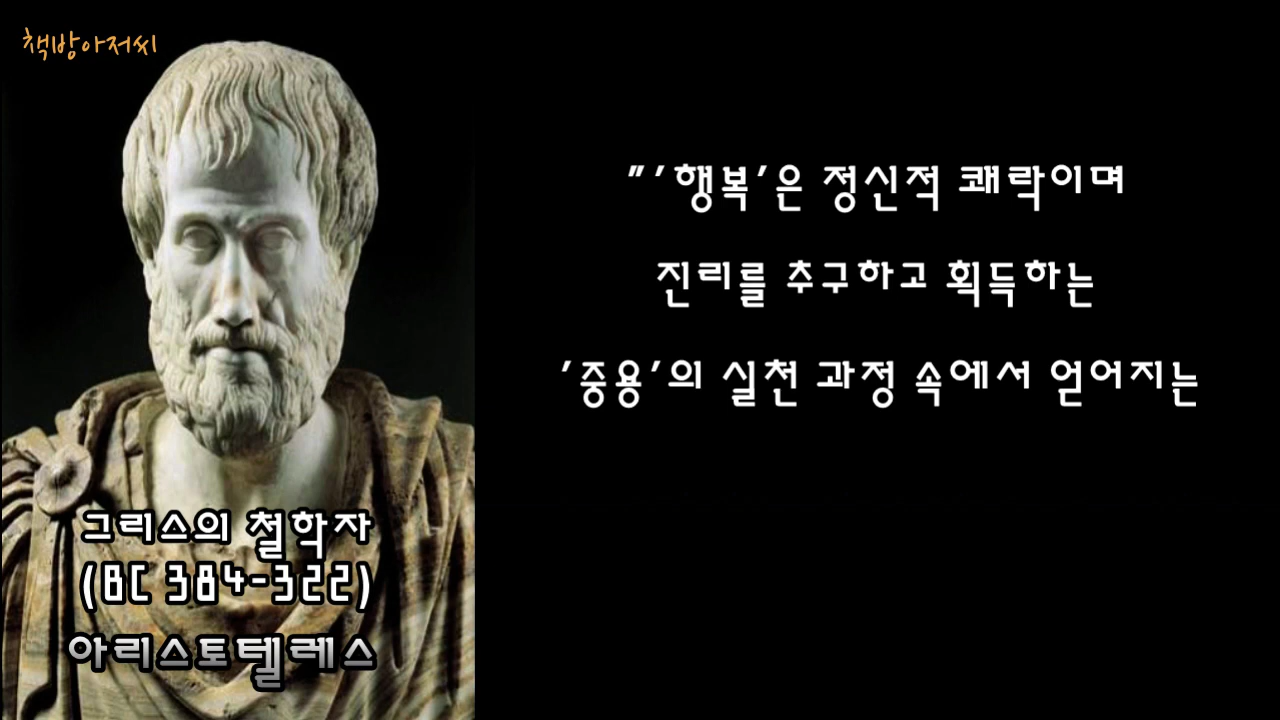 책방아저씨
"'행복'은 정신적 쾌락이며
진리를 추구하고 획득하는
'중용'의 실천 과정 속에서 얻어지는
그리스의 철학자
(BC 384-322)
아리스토텔레스